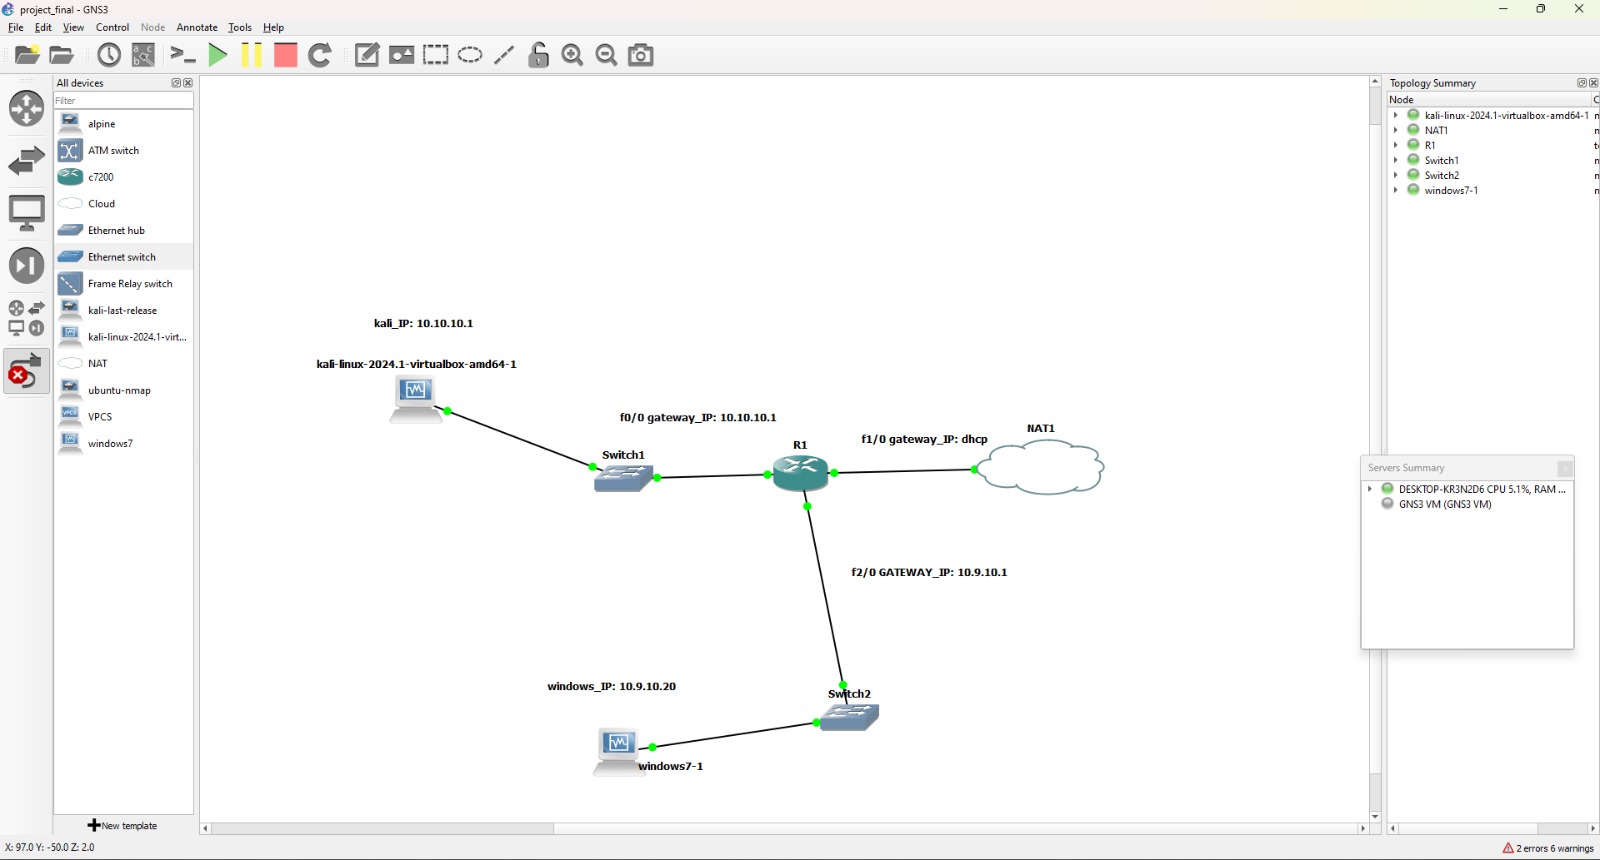 project_final - GNS3
File Edit View Control Node Annotate Tools Help
All devices
Filter
alpine
ATM switch
c7200
Cloud
Ethernet hub
Ethernet switch
Frame Relay switch
kali-last-release
kali-linux-2024.1-virt...
NAT
ubuntu-nmap
VPCS
windows7
New template
kali_IP: 10.10.10.1
kali-linux-2024.1-virtualbox-amd64-1
f0/0 gateway_IP: 10.10.10.1
Switch1
R1
f1/0 gateway_IP: dhcp
NAT1
f2/0 GATEWAY_IP: 10.9.10.1
windows_IP: 10.9.10.20
Switch2
windows7-1
Topology Summary
Node C
kali-linux-2024.1-virtualbox-amd64-1 n
NAT1 n
R1 t
Switch1 n
Switch2 n
windows7-1 n
Servers Summary
DESKTOP-KR3N2D6 CPU 5.1%, RAM ...
GNS3 VM (GNS3 VM)
X: 97.0 Y: -50.0 Z: 2.0
2 errors 6 warnings